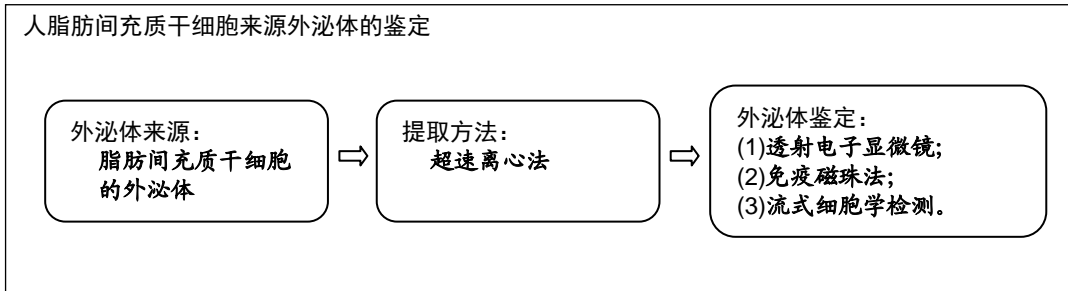 人脂肪间充质干细胞来源外泌体的鉴定
外泌体来源：
脂肪间充质干细胞
的外泌体
提取方法：
超速离心法
外泌体鉴定：
(1)透射电子显微镜;
(2)免疫磁珠法;
(3)流式细胞学检测。